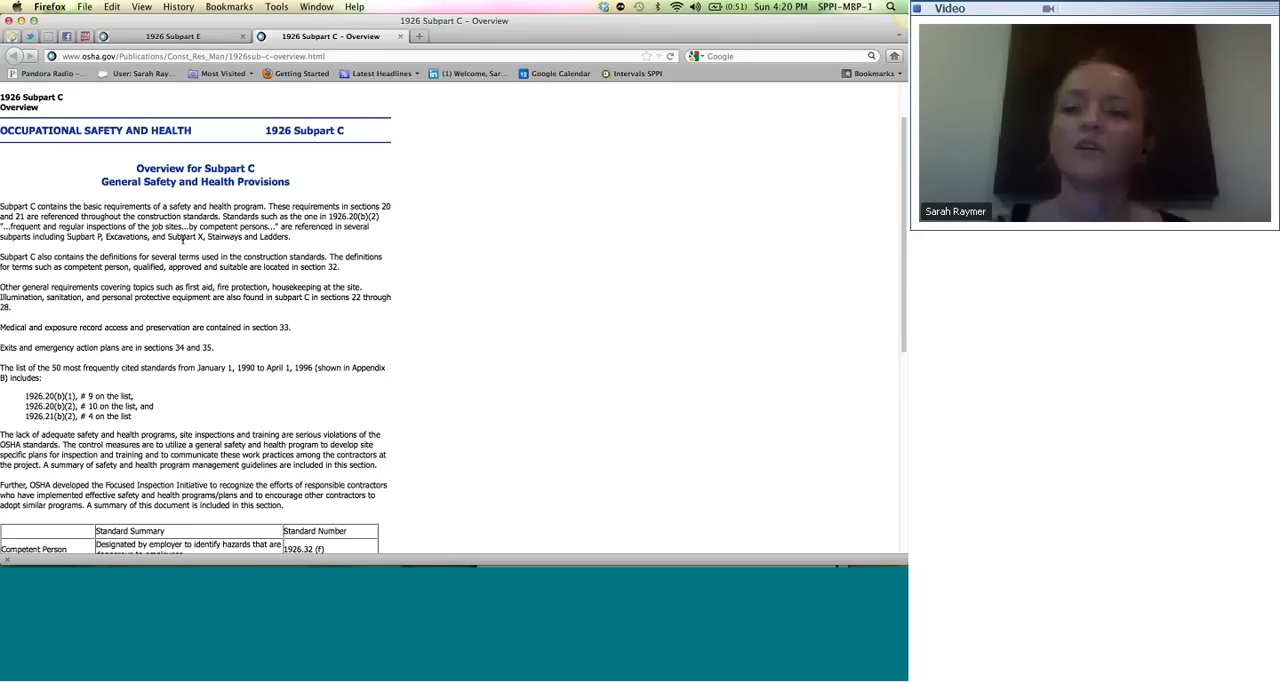 Firefox File Edit View History Bookmarks Tools Window Help (0:51) Sun 4:20 PM SPPI-MBP-1
1926 Subpart C – Overview
1926 Subpart E 1926 Subpart C – Overview
www.osha.gov/Publications/Const_Res_Man/1926sub-c-overview.html Google
Pandora Radio -... User: Sarah Ray... Most Visited Getting Started Latest Headlines (1) Welcome, Sar... Google Calendar Intervals SPPI Bookmarks
1926 Subpart C
Overview
OCCUPATIONAL SAFETY AND HEALTH 1926 Subpart C
Overview for Subpart C
General Safety and Health Provisions
Subpart C contains the basic requirements of a safety and health program. These requirements in sections 20
and 21 are referenced throughout the construction standards. Standards such as the one in 1926.20(b)(2)
"...frequent and regular inspections of the job sites...by competent persons..." are referenced in several
subparts including Supbart P, Excavations, and Subpart X, Stairways and Ladders.
Subpart C also contains the definitions for several terms used in the construction standards. The definitions
for terms such as competent person, qualified, approved and suitable are located in section 32.
Other general requirements covering topics such as first aid, fire protection, housekeeping at the site.
Illumination, sanitation, and personal protective equipment are also found in subpart C in sections 22 through
28.
Medical and exposure record access and preservation are contained in section 33.
Exits and emergency action plans are in sections 34 and 35.
The list of the 50 most frequently cited standards from January 1, 1990 to April 1, 1996 (shown in Appendix
B) includes:
1926.20(b)(1), # 9 on the list,
1926.20(b)(2), # 10 on the list, and
1926.21(b)(2), # 4 on the list
The lack of adequate safety and health programs, site inspections and training are serious violations of the
OSHA standards. The control measures are to utilize a general safety and health program to develop site
specific plans for inspection and training and to communicate these work practices among the contractors at
the project. A summary of safety and health program management guidelines are included in this section.
Further, OSHA developed the Focused Inspection Initiative to recognize the efforts of responsible contractors
who have implemented effective safety and health programs/plans and to encourage other contractors to
adopt similar programs. A summary of this document is included in this section.
Standard Summary Standard Number
Competent Person Designated by employer to identify hazards that are 1926.32 (f)
Video
Sarah Raymer